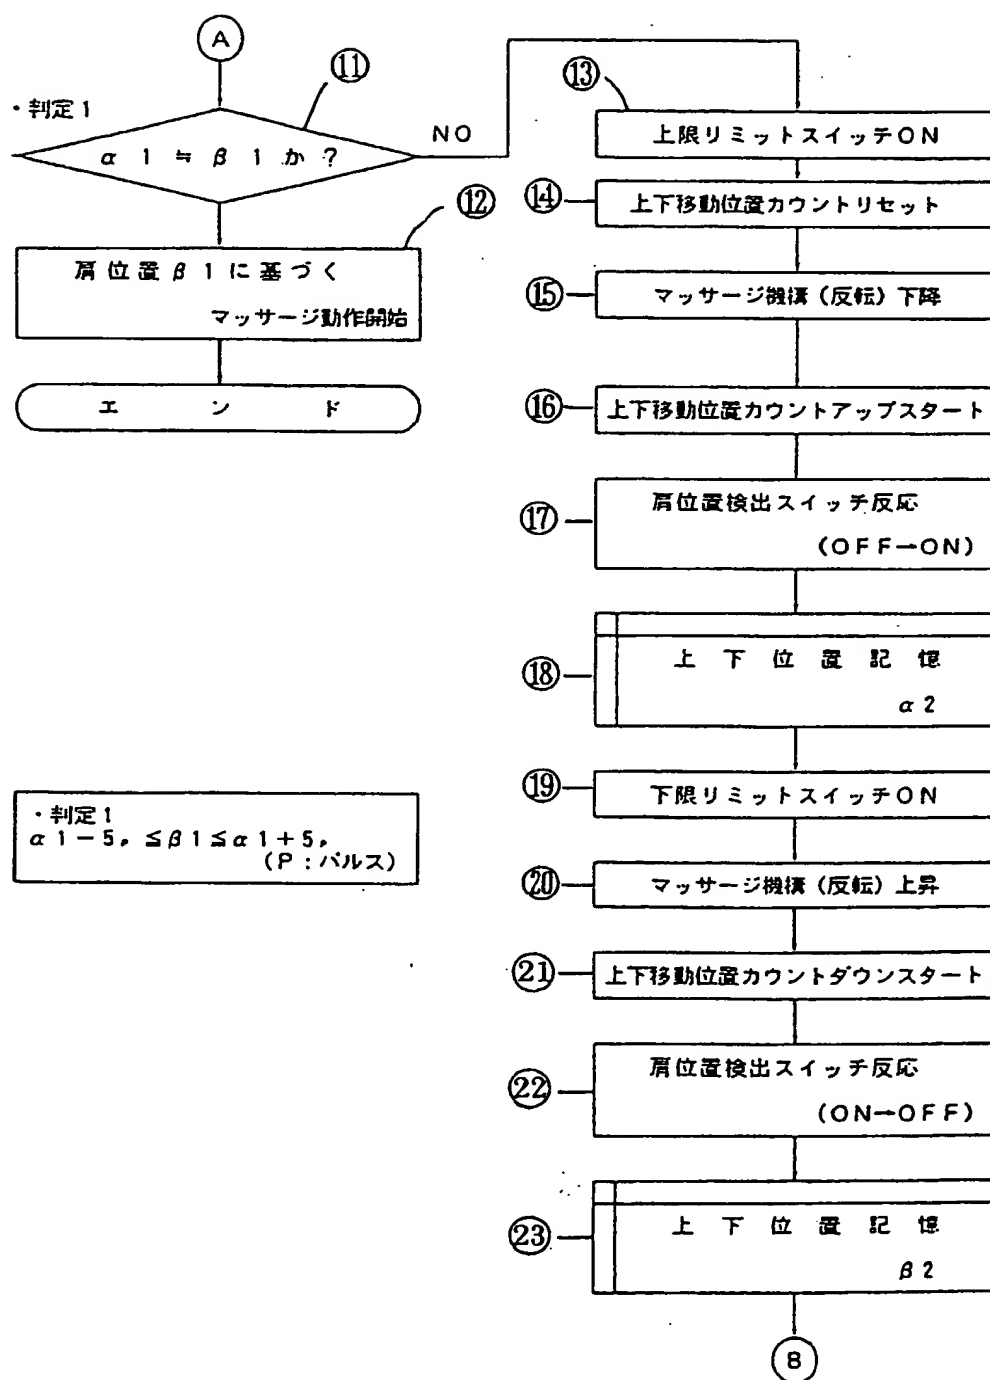 A
⑪
・判定1
α1≒β1か?
NO
⑫
肩位置β1に基づく
マッサージ動作開始
エンド
・判定1
α1-5P ≦β1≦α1+5P
(P:パルス)
⑬
上限リミットスイッチON
⑭
上下移動位置カウントリセット
⑮
マッサージ機構(反転)下降
⑯
上下移動位置カウントアップスタート
⑰
肩位置検出スイッチ反応
(OFF→ON)
⑱
上下位置記憶
α2
⑲
下限リミットスイッチON
⑳
マッサージ機構(反転)上昇
㉑
上下移動位置カウントダウンスタート
㉒
肩位置検出スイッチ反応
(ON→OFF)
㉓
上下位置記憶
β2
B